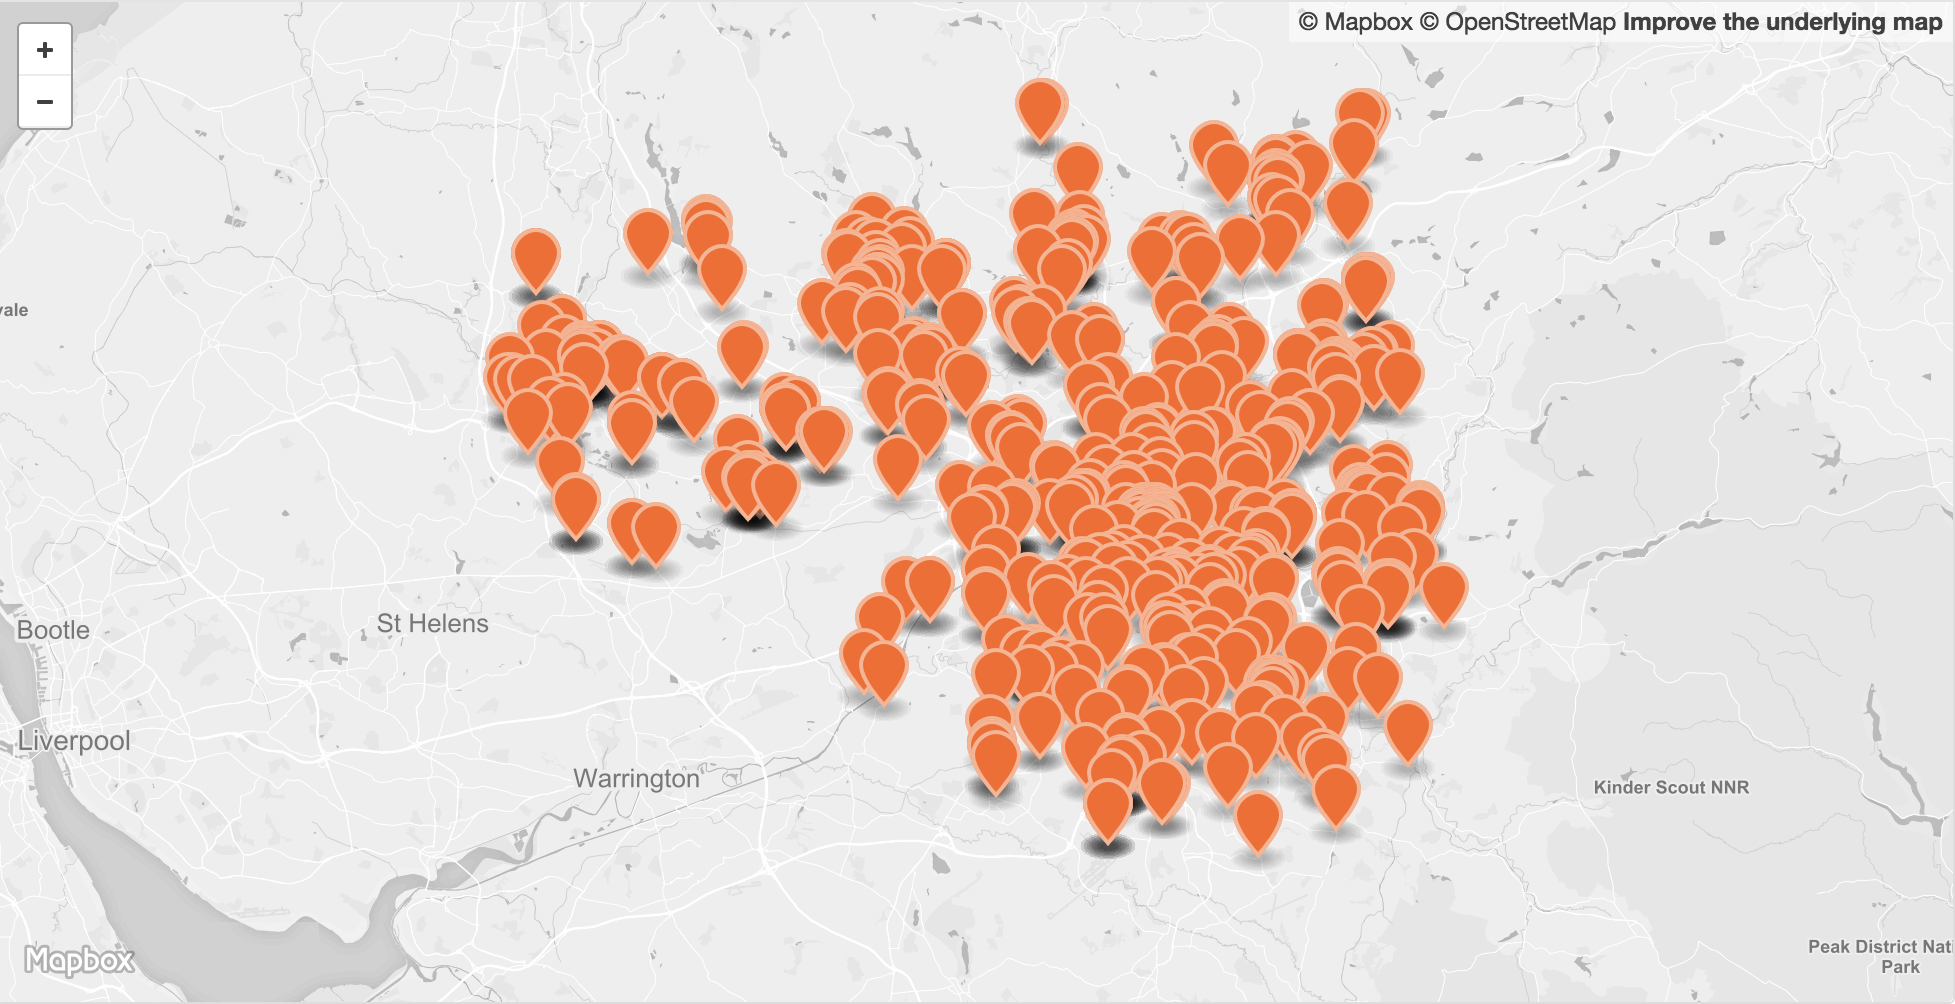 +
© Mapbox © OpenStreetMap Improve the underlying map
−
vale
St Helens
Bootle
Liverpool
Warrington
Kinder Scout NNR
Peak District Nati
Park
Mapbox